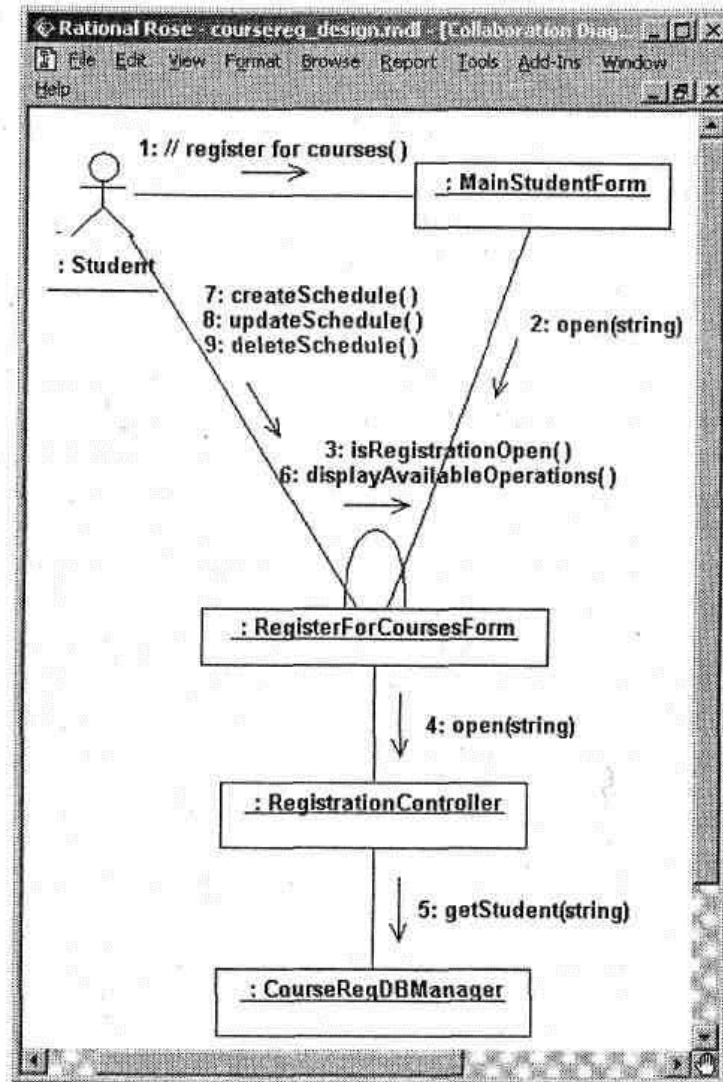 Rational Rose - coursereg_design.mdl - [Collaboration Diag...
File Edit View Format Browse Report Tools Add-Ins Window
Help
1: // register for courses()
: MainStudentForm
: Student
7: createSchedule()
8: updateSchedule()
9: deleteSchedule()
2: open(string)
3: isRegistrationOpen()
6: displayAvailableOperations()
: RegisterForCoursesForm
4: open(string)
: RegistrationController
5: getStudent(string)
: CourseReqDBManager